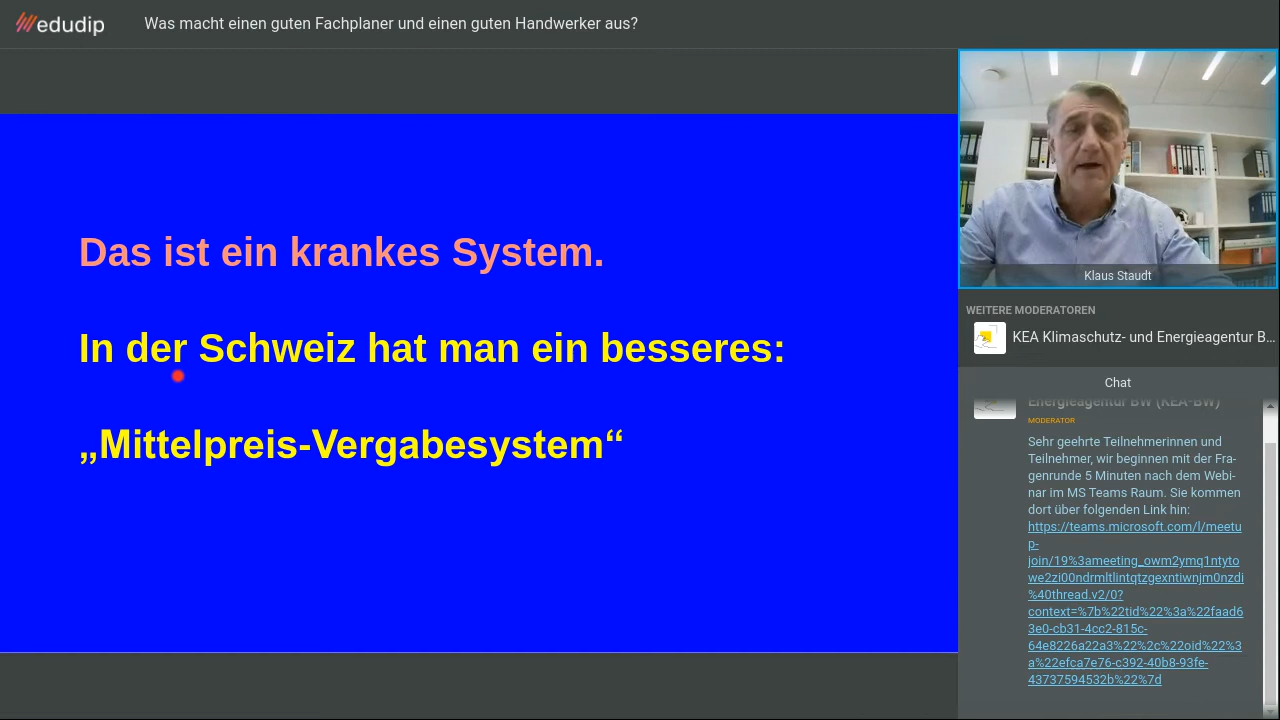 edudip
Was macht einen guten Fachplaner und einen guten Handwerker aus?
Das ist ein krankes System.
In der Schweiz hat man ein besseres:
„Mittelpreis-Vergabesystem“
Klaus Staudt
WEITERE MODERATOREN
KEA Klimaschutz- und Energieagentur B…
Chat
Energieagentur BW (KEA-BW)
MODERATOR
Sehr geehrte Teilnehmerinnen und
Teilnehmer, wir beginnen mit der Fra-
genrunde 5 Minuten nach dem Webi-
nar im MS Teams Raum. Sie kommen
dort über folgenden Link hin:
https://teams.microsoft.com/l/meetu
p-
join/19%3ameeting_owm2ymq1ntyto
we2zi00ndrmltlintqtzgexntiwnjm0nzdi
%40thread.v2/0?
context=%7b%22tid%22%3a%22faad6
3e0-cb31-4cc2-815c-
64e8226a22a3%22%2c%22oid%22%3
a%22efca7e76-c392-40b8-93fe-
43737594532b%22%7d